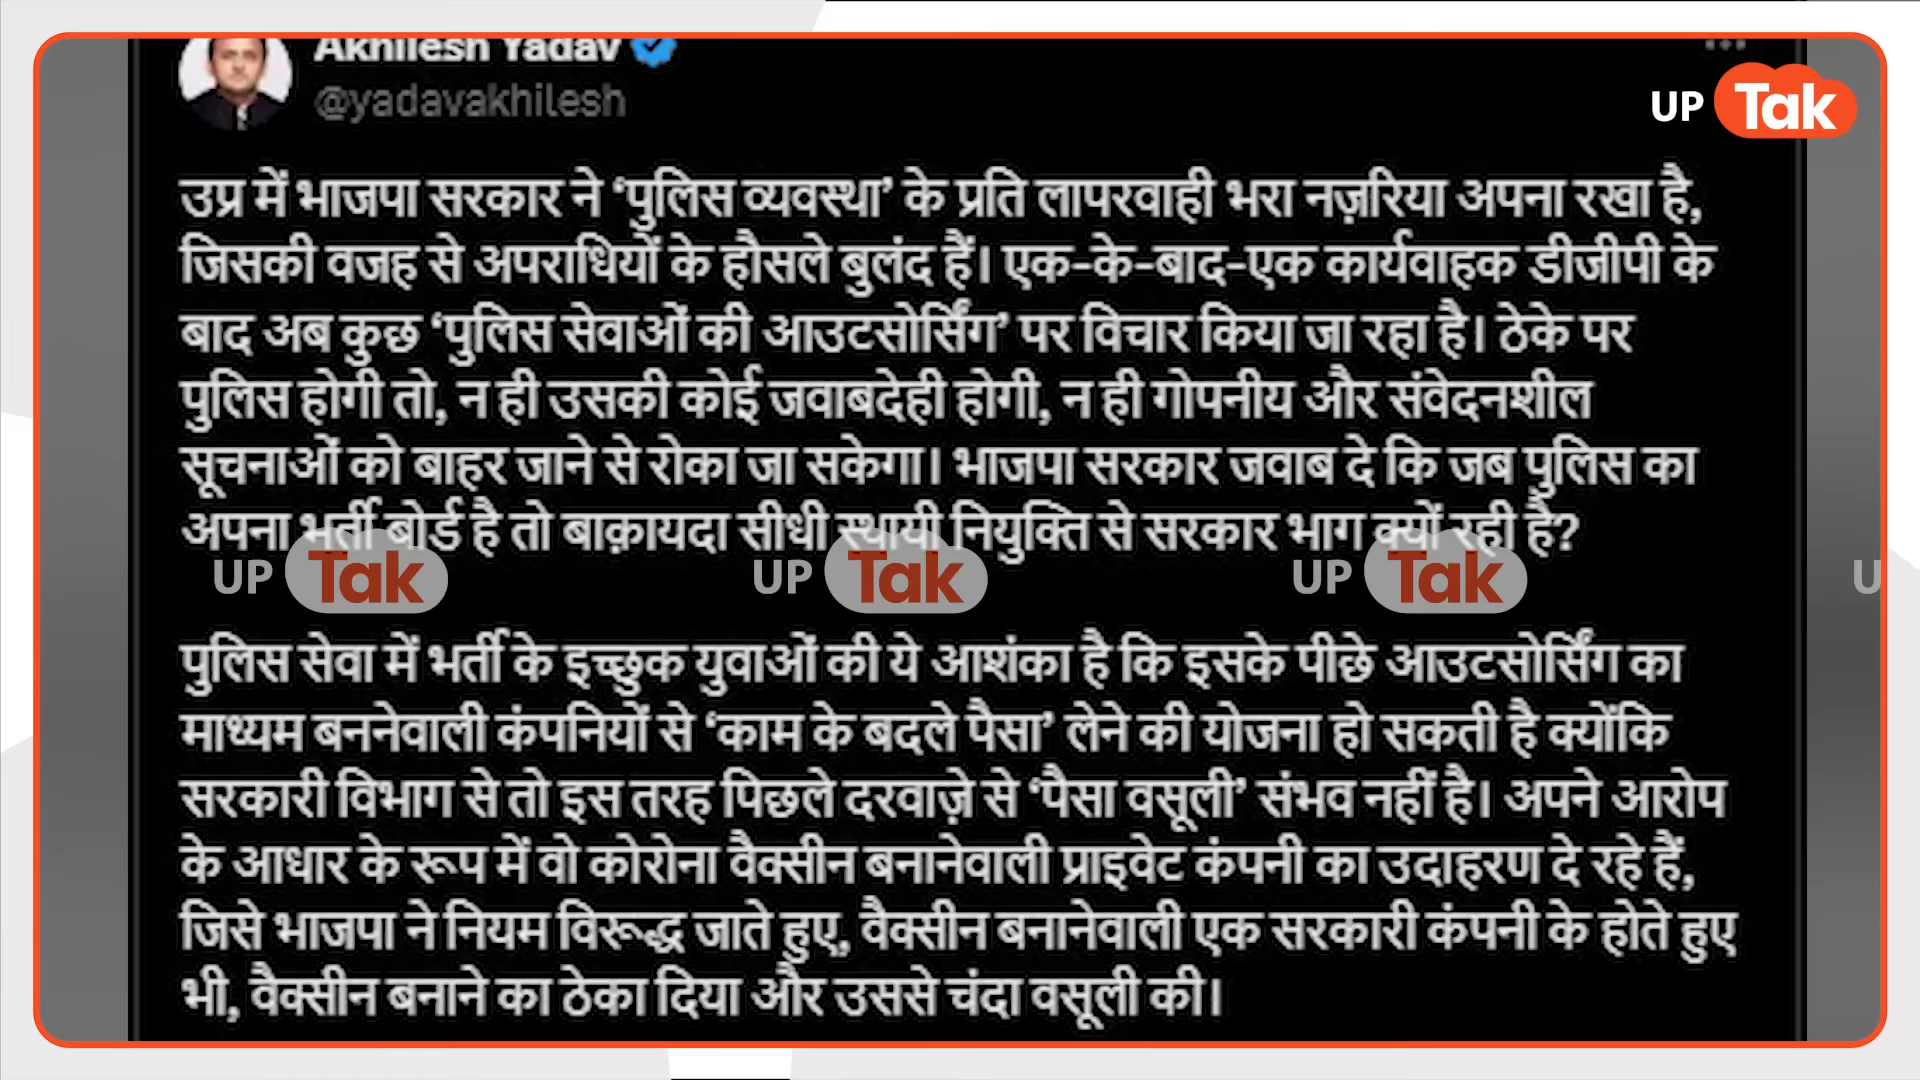 Akhilesh Yadav
@yadavakhilesh
UP Tak
उप्र में भाजपा सरकार ने ‘पुलिस व्यवस्था’ के प्रति लापरवाही भरा नज़रिया अपना रखा है,
जिसकी वजह से अपराधियों के हौसले बुलंद हैं। एक-के-बाद-एक कार्यवाहक डीजीपी के
बाद अब कुछ ‘पुलिस सेवाओं की आउटसोर्सिंग’ पर विचार किया जा रहा है। ठेके पर
पुलिस होगी तो, न ही उसकी कोई जवाबदेही होगी, न ही गोपनीय और संवेदनशील
सूचनाओं को बाहर जाने से रोका जा सकेगा। भाजपा सरकार जवाब दे कि जब पुलिस का
अपना भर्ती बोर्ड है तो बाक़ायदा सीधी स्थायी नियुक्ति से सरकार भाग क्यों रही है?
UP Tak UP Tak UP Tak U
पुलिस सेवा में भर्ती के इच्छुक युवाओं की ये आशंका है कि इसके पीछे आउटसोर्सिंग का
माध्यम बननेवाली कंपनियों से ‘काम के बदले पैसा’ लेने की योजना हो सकती है क्योंकि
सरकारी विभाग से तो इस तरह पिछले दरवाज़े से ‘पैसा वसूली’ संभव नहीं है। अपने आरोप
के आधार के रूप में वो कोरोना वैक्सीन बनानेवाली प्राइवेट कंपनी का उदाहरण दे रहे हैं,
जिसे भाजपा ने नियम विरूद्ध जाते हुए, वैक्सीन बनानेवाली एक सरकारी कंपनी के होते हुए
भी, वैक्सीन बनाने का ठेका दिया और उससे चंदा वसूली की।